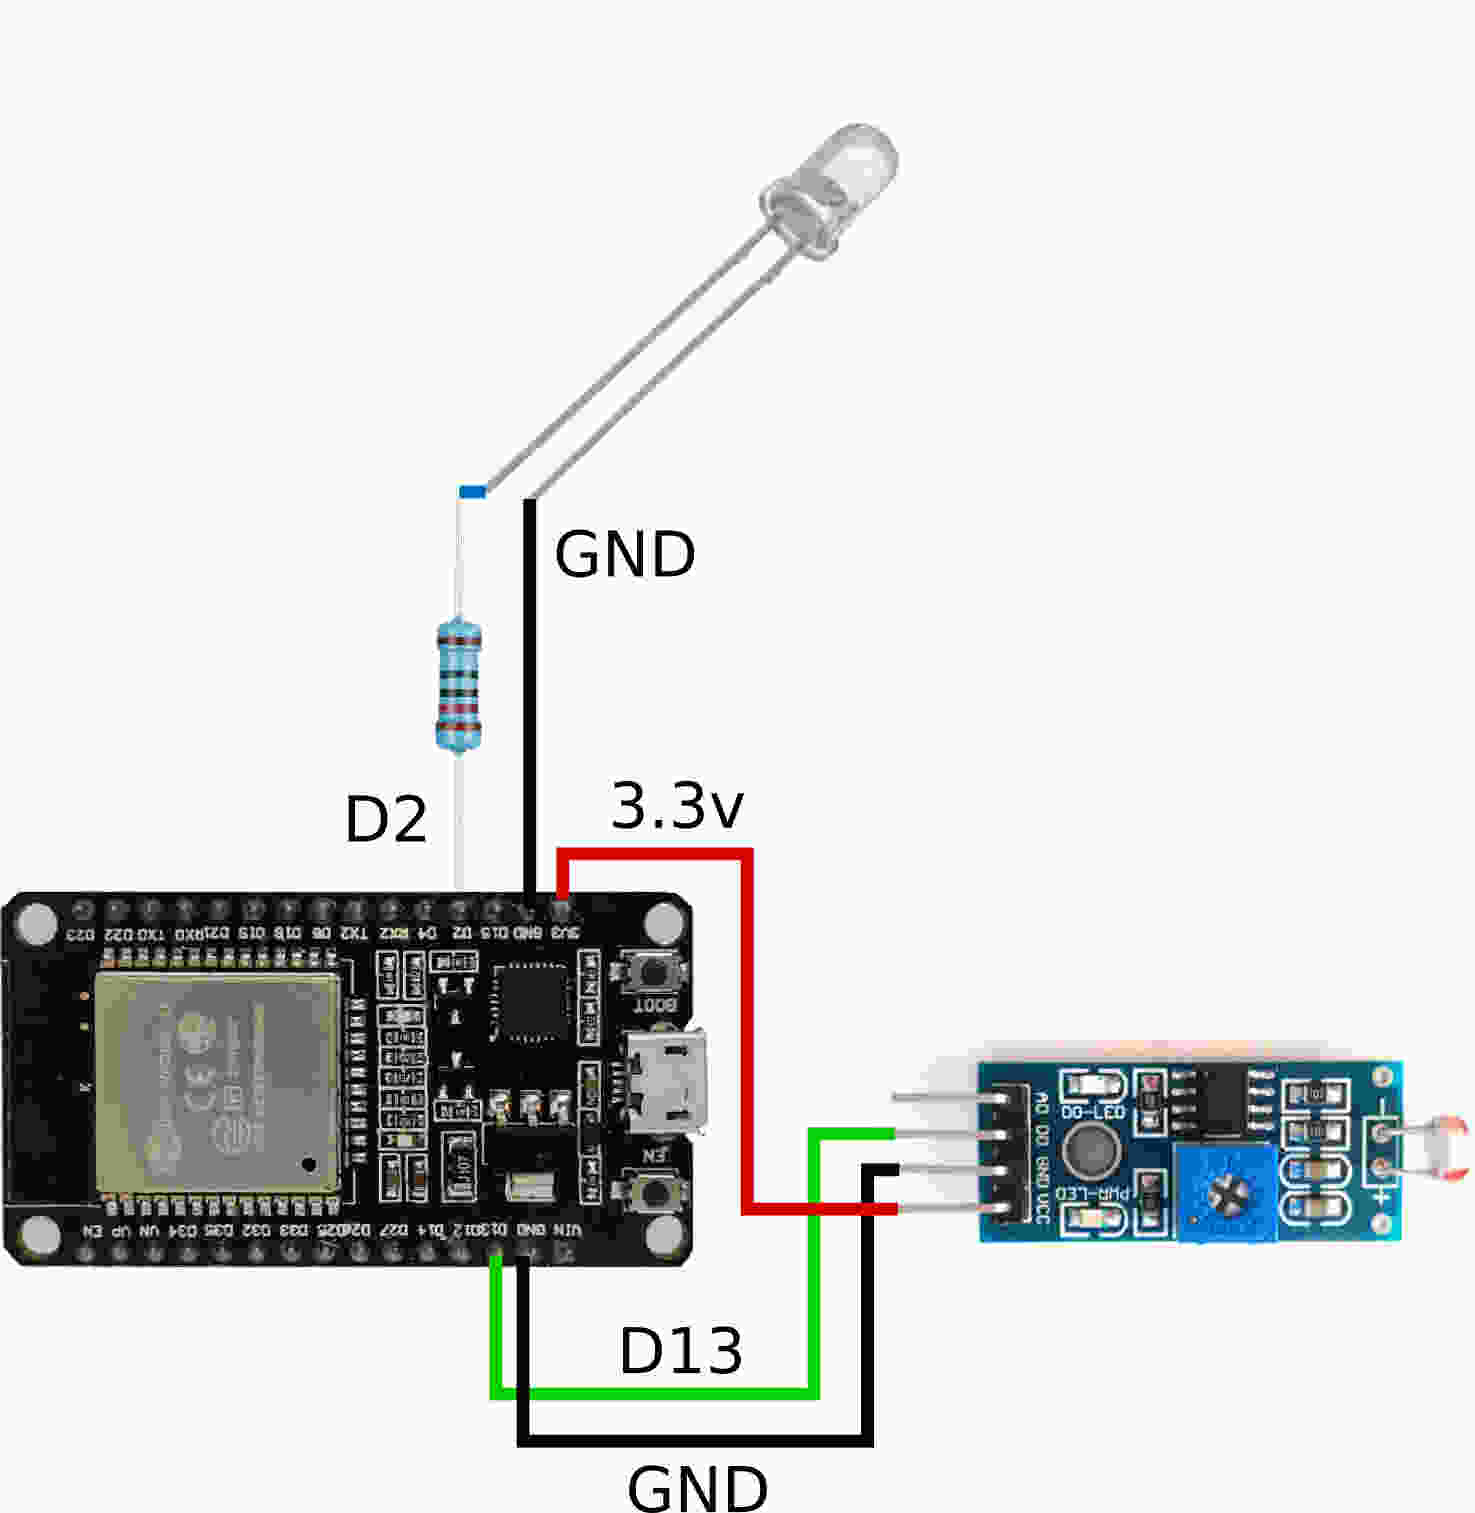 GND
3.3v
D2
D23 D22 TX0 RX0 D21 D19 D18 D5 TX2 RX2 D4 D2 D15 GND 3V3
BOOT
CE
EN
EN VP VN D34 D35 D32 D33 D25 D26 D27 D14 D12 D13 GND VIN
AO DO GND VCC
DO-LED
PWR-LED
-
+
D13
GND